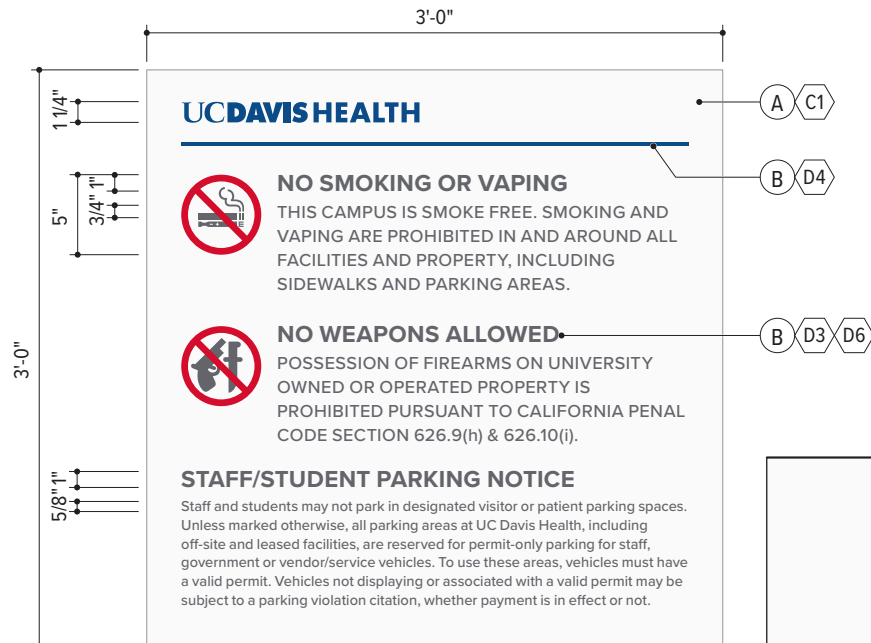 3'-0"
1 1/4"
UCDAVIS HEALTH
A C1
B D4
5"
3/4" 1"
NO SMOKING OR VAPING
THIS CAMPUS IS SMOKE FREE. SMOKING AND
VAPING ARE PROHIBITED IN AND AROUND ALL
FACILITIES AND PROPERTY, INCLUDING
SIDEWALKS AND PARKING AREAS.
3'-0"
NO WEAPONS ALLOWED
B D3 D6
POSSESSION OF FIREARMS ON UNIVERSITY
OWNED OR OPERATED PROPERTY IS
PROHIBITED PURSUANT TO CALIFORNIA PENAL
CODE SECTION 626.9(h) & 626.10(i).
5/8" 1"
STAFF/STUDENT PARKING NOTICE
Staff and students may not park in designated visitor or patient parking spaces.
Unless marked otherwise, all parking areas at UC Davis Health, including
off-site and leased facilities, are reserved for permit-only parking for staff,
government or vendor/service vehicles. To use these areas, vehicles must have
a valid permit. Vehicles not displaying or associated with a valid permit may be
subject to a parking violation citation, whether payment is in effect or not.